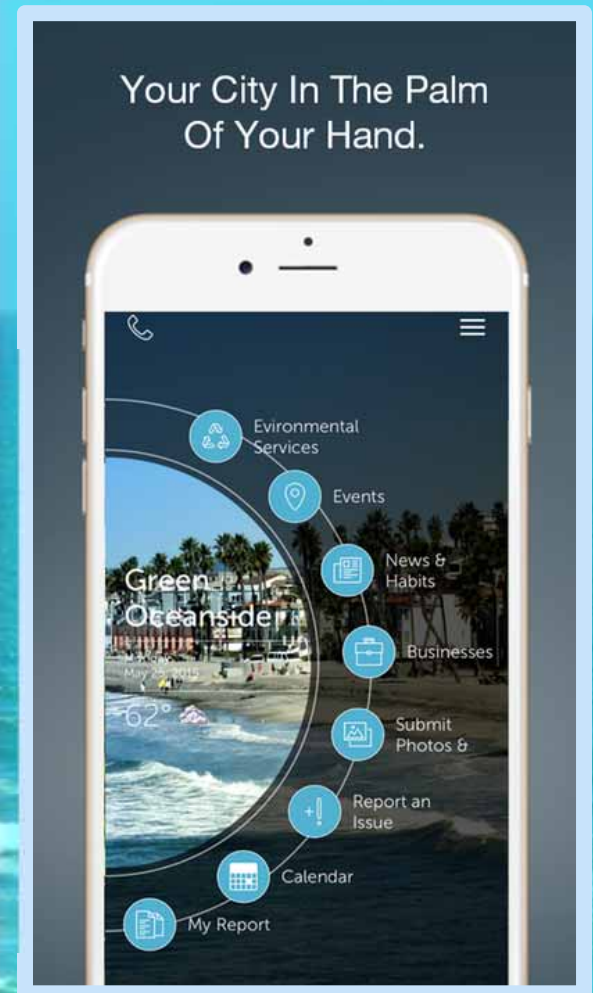 Your City In The Palm
Of Your Hand.
Evironmental
Services
Events
News &
Habits
Green
Oceansider
Businesses
62°
Submit
Photos &
Report an
Issue
Calendar
My Report